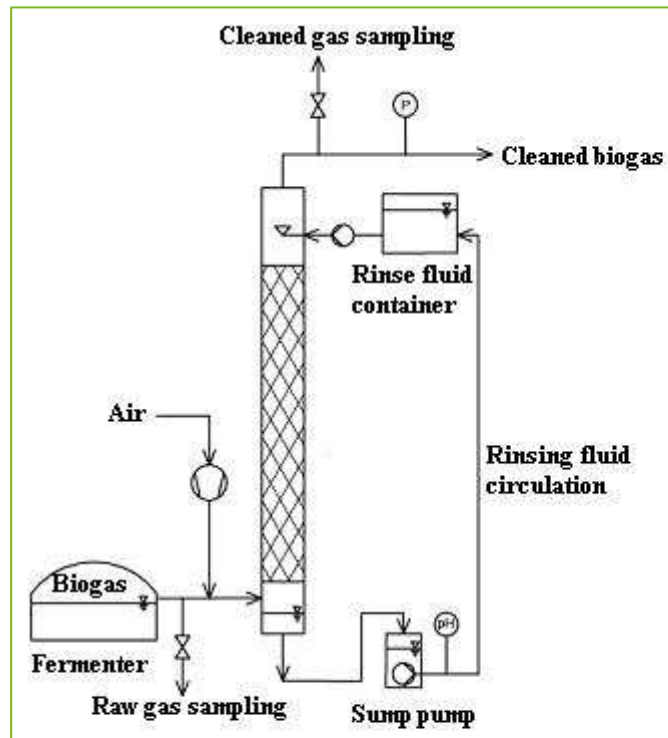 Cleaned gas sampling
P
Cleaned biogas
Rinse fluid
container
Air
Rinsing fluid
circulation
Biogas
Fermenter
pH
Raw gas sampling
Sump pump